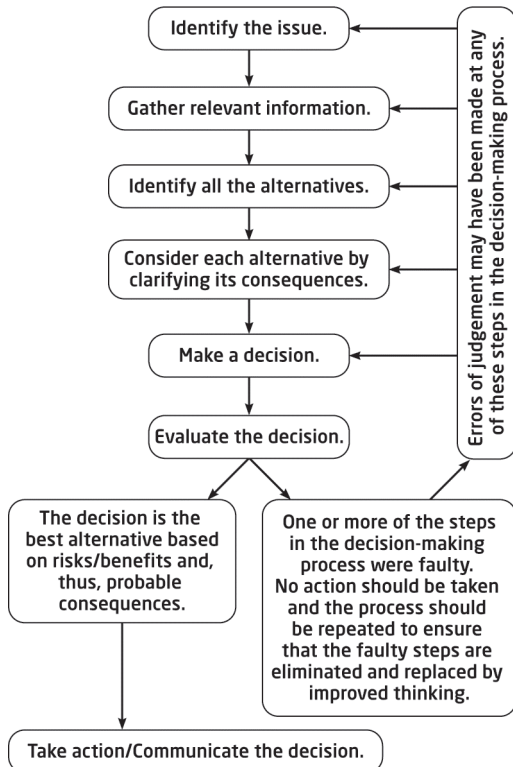 Identify the issue.
Gather relevant information.
Identify all the alternatives.
Consider each alternative by
clarifying its consequences.
Make a decision.
Evaluate the decision.
The decision is the
best alternative based
on risks/benefits and,
thus, probable
consequences.
One or more of the steps
in the decision-making
process were faulty.
No action should be taken
and the process should
be repeated to ensure
that the faulty steps are
eliminated and replaced by
improved thinking.
Errors of judgement may have been made at any
of these steps in the decision-making process.
Take action/Communicate the decision.